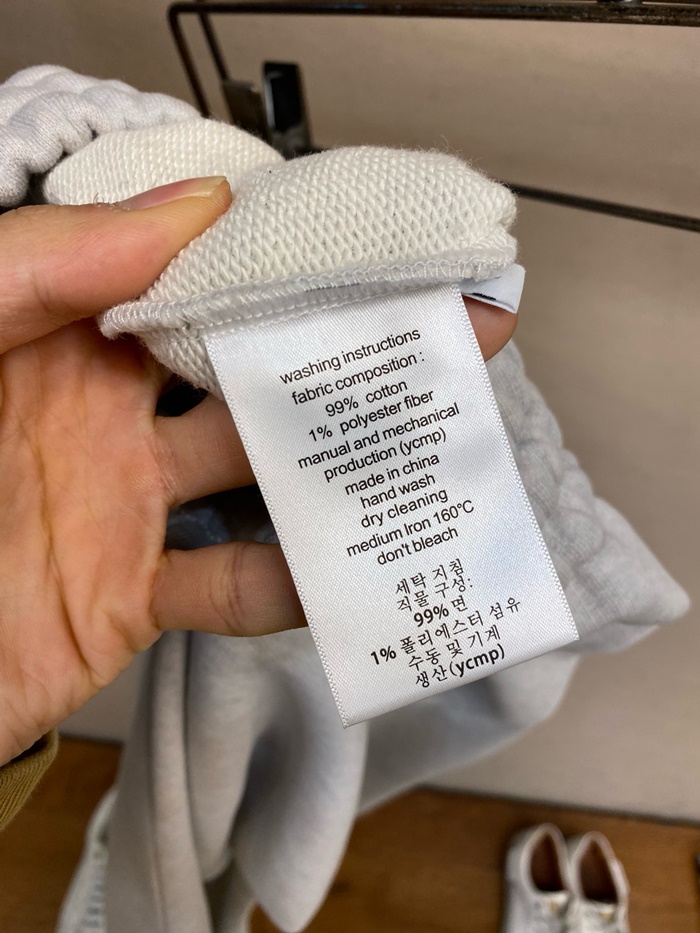 washing instructions
fabric composition :
99% cotton
1% polyester fiber
manual and mechanical
production (ycmp)
made in china
hand wash
dry cleaning
medium Iron 160°C
don't bleach
세탁 지침
직물 구성:
99% 면
1% 폴리에스터 섬유
수동 및 기계
생산(ycmp)